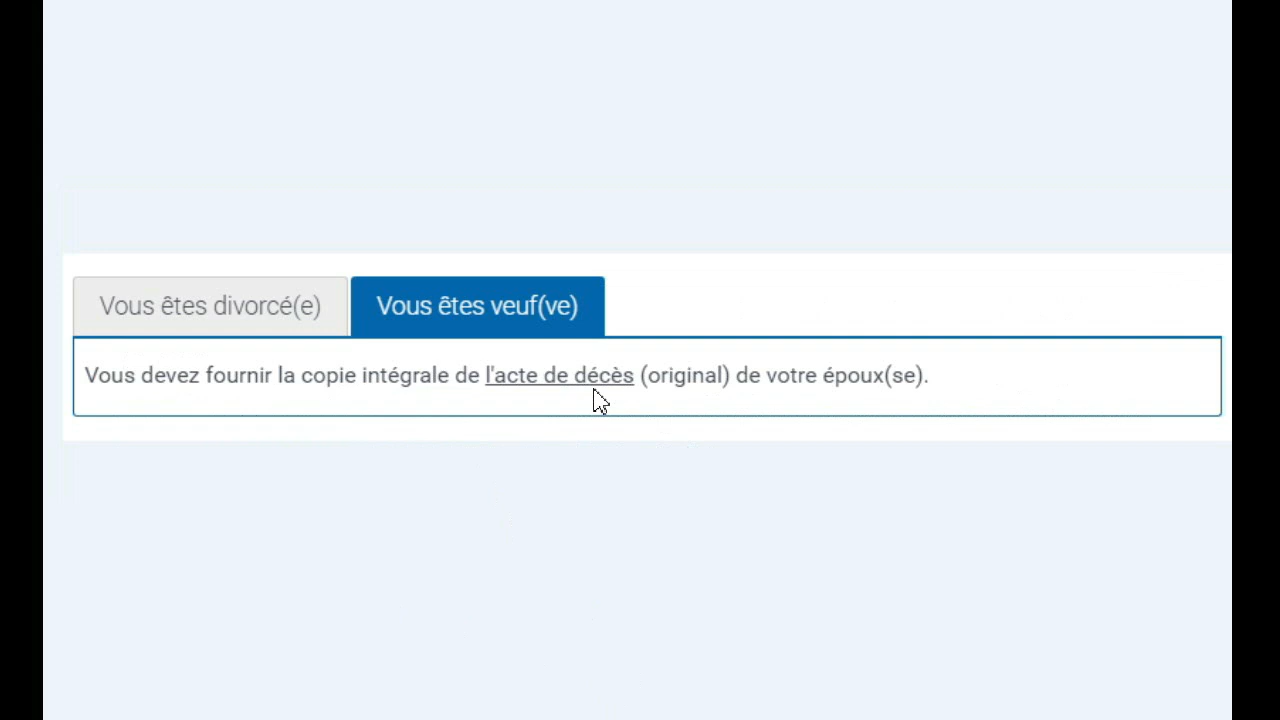 Vous êtes divorcé(e)
Vous êtes veuf(ve)
Vous devez fournir la copie intégrale de l'acte de décès (original) de votre époux(se).